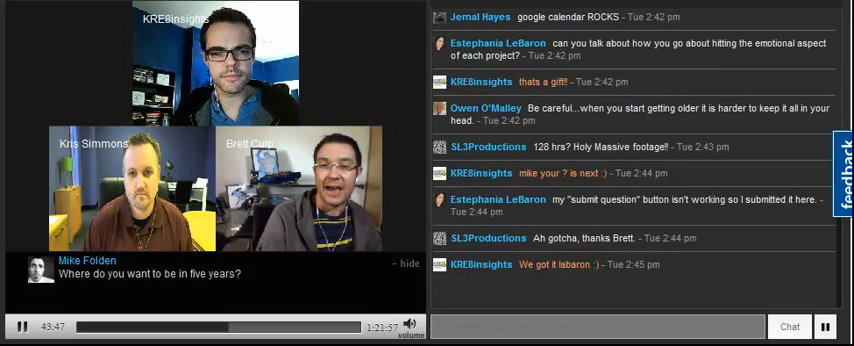 KRE8insights
Kris Simmons
Brett Culp
Mike Folden
Where do you want to be in five years?
– hide
43:47
1:21:57
volume
Jemal Hayes google calendar ROCKS - Tue 2:42 pm
Estephania LeBaron can you talk about how you go about hitting the emotional aspect
of each project? - Tue 2:42 pm
KRE8insights thats a gift!! - Tue 2:42 pm
Owen O'Malley Be careful...when you start getting older it is harder to keep it all in your
head. - Tue 2:42 pm
SL3Productions 128 hrs? Holy Massive footage!! - Tue 2:43 pm
KRE8insights mike your ? is next :) - Tue 2:44 pm
Estephania LeBaron my "submit question" button isn't working so I submitted it here. -
Tue 2:44 pm
SL3Productions Ah gotcha, thanks Brett. - Tue 2:44 pm
KRE8insights We got it labaron :) - Tue 2:45 pm
Chat
feedback